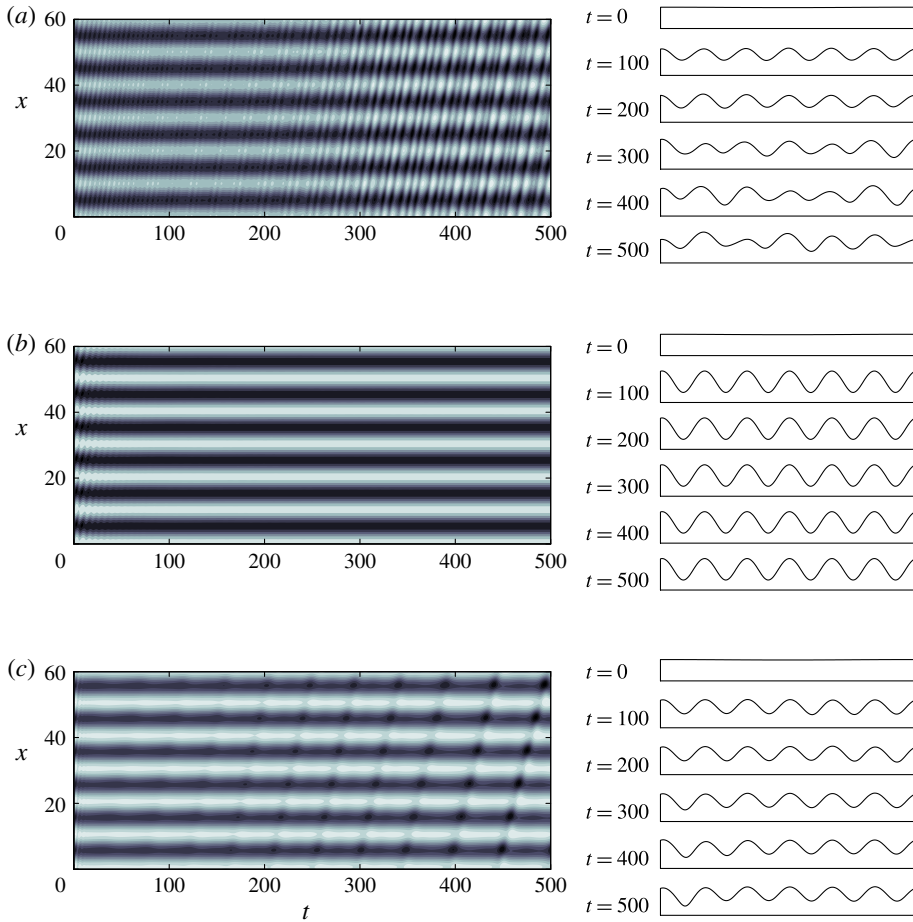 (a)
60
40
x
20
0
100
200
300
400
500
t = 0
t = 100
t = 200
t = 300
t = 400
t = 500
(b)
60
40
x
20
0
100
200
300
400
500
t = 0
t = 100
t = 200
t = 300
t = 400
t = 500
(c)
60
40
x
20
0
100
200
300
400
500
t
t = 0
t = 100
t = 200
t = 300
t = 400
t = 500